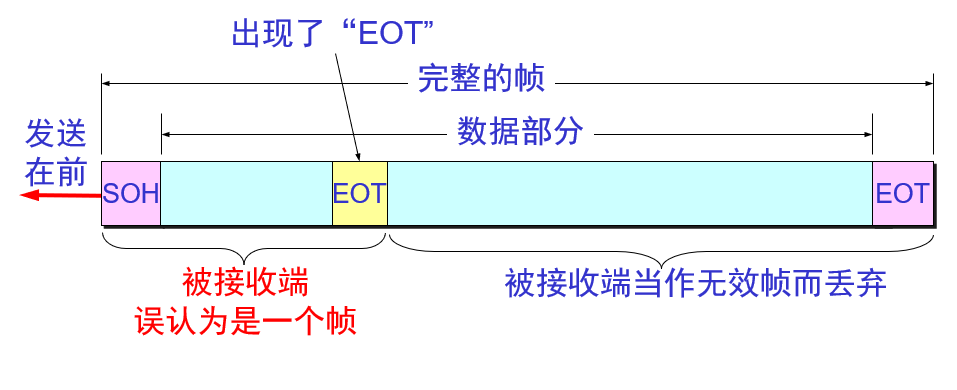 出现了“EOT”
完整的帧
数据部分
发送
在前
SOH
EOT
EOT
被接收端
误认为是一个帧
被接收端当作无效帧而丢弃